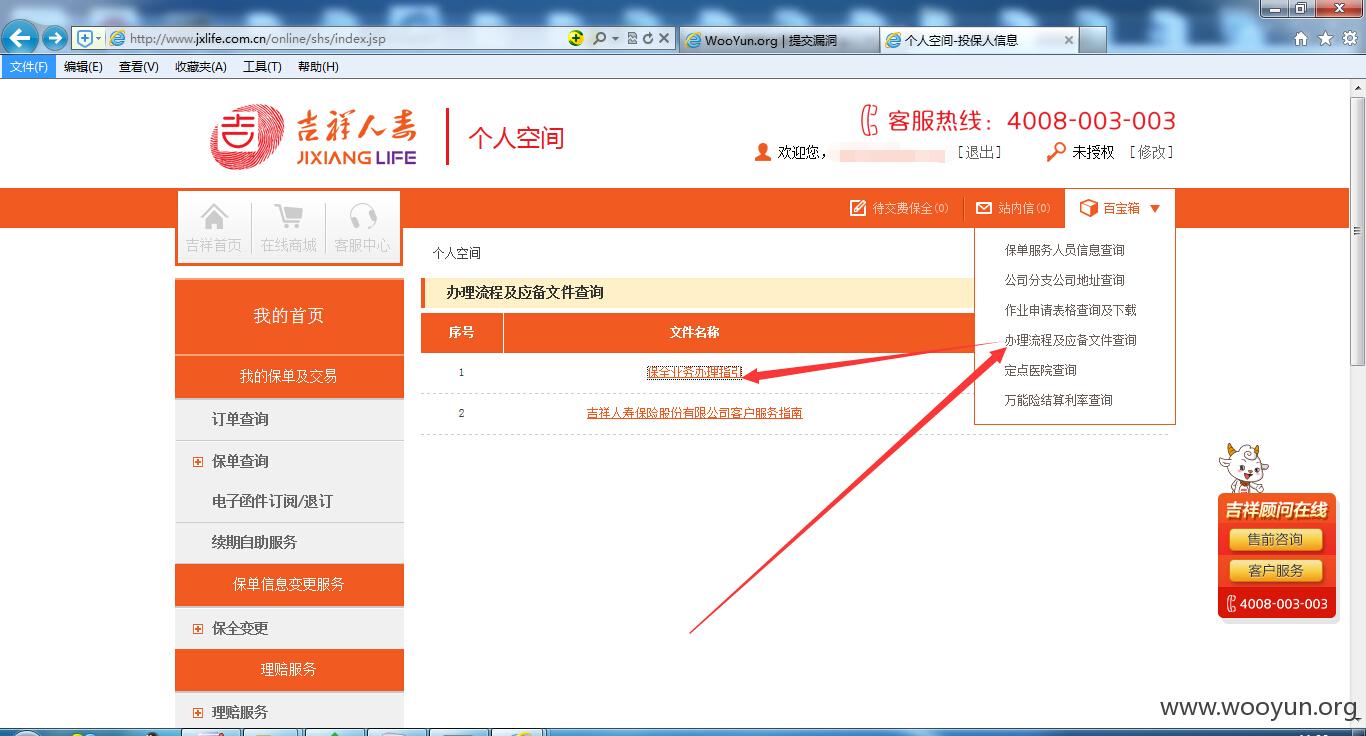 http://www.jxlife.com.cn/online/shs/index.jsp
WooYun.org | 提交漏洞
个人空间-投保人信息
文件(F) 编辑(E) 查看(V) 收藏夹(A) 工具(T) 帮助(H)
吉祥人寿
JIXIANG LIFE
个人空间
客服热线：4008-003-003
欢迎您，
[退出]
未授权
[修改]
吉祥首页
在线商城
客服中心
待交费保全(0)
站内信(0)
百宝箱
保单服务人员信息查询
公司分支公司地址查询
作业申请表格查询及下载
办理流程及应备文件查询
定点医院查询
万能险结算利率查询
个人空间
办理流程及应备文件查询
序号
文件名称
1
保全业务办理指引
2
吉祥人寿保险股份有限公司客户服务指南
我的首页
我的保单及交易
订单查询
保单查询
电子函件订阅/退订
续期自助服务
保单信息变更服务
保全变更
理赔服务
理赔服务
吉祥顾问在线
售前咨询
客户服务
4008-003-003
www.wooyun.org